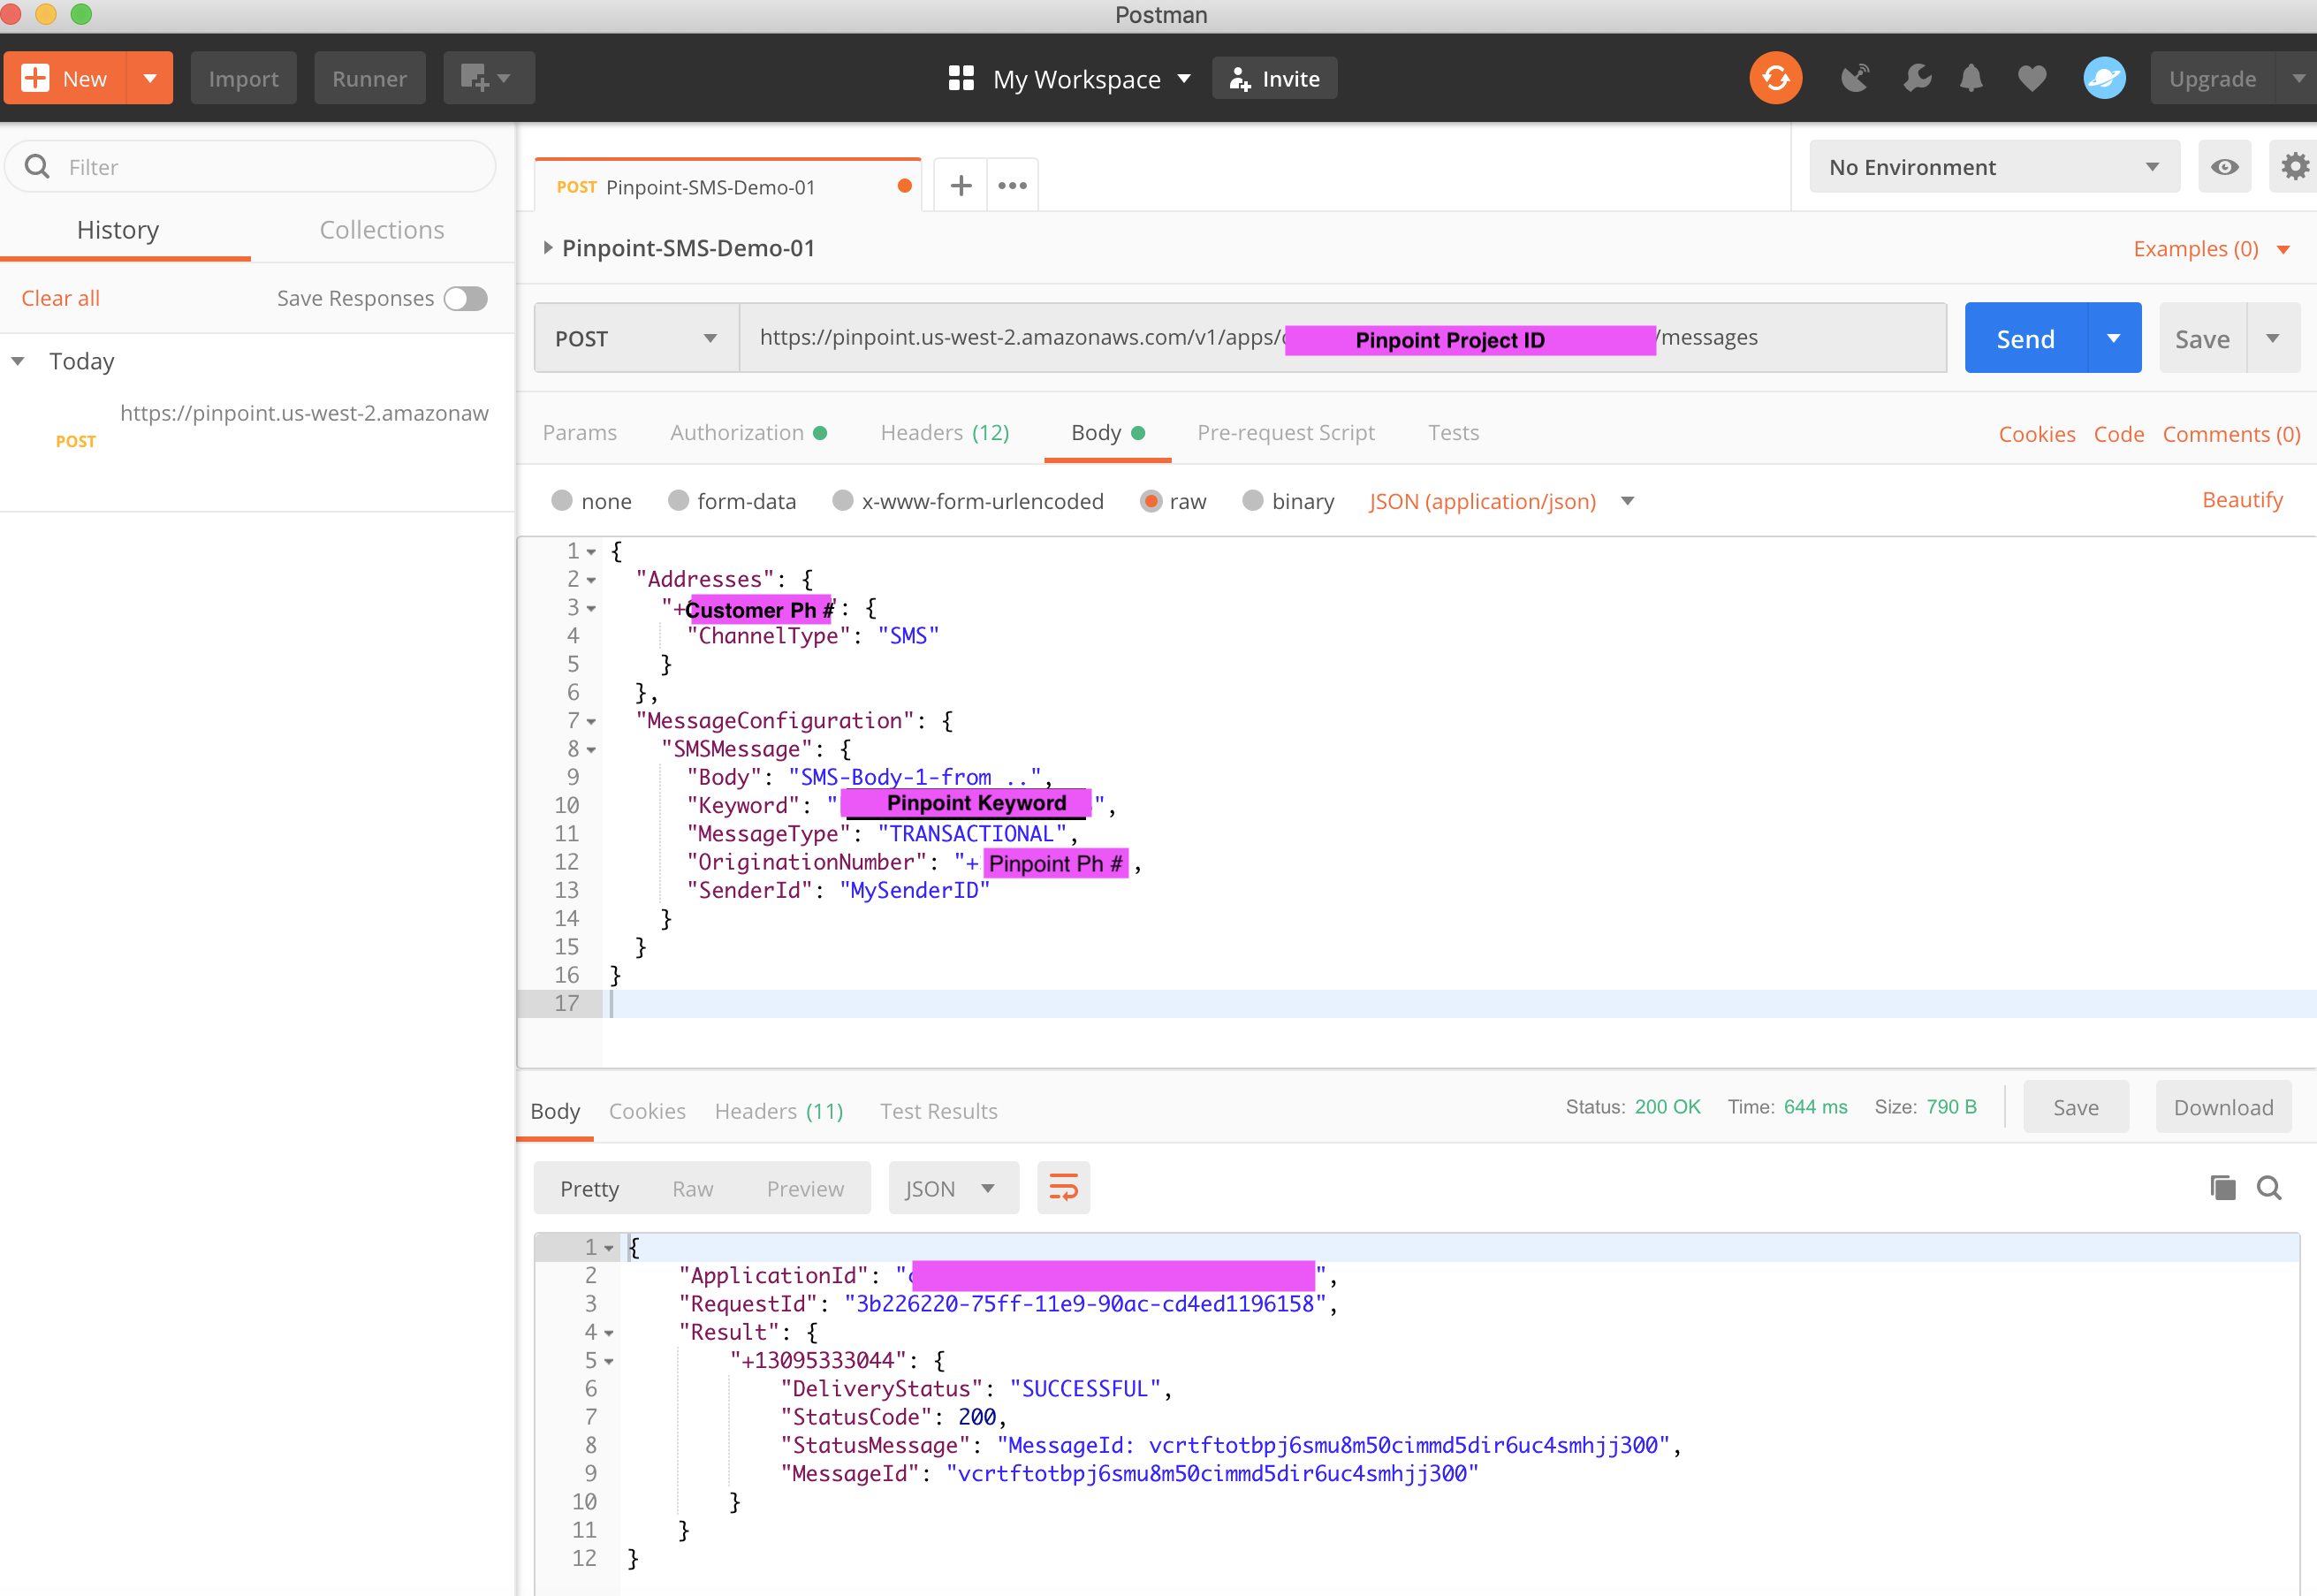 Postman
New
Import
Runner
My Workspace
Invite
Upgrade
Filter
History
Collections
Clear all
Save Responses
Today
POST
https://pinpoint.us-west-2.amazonaw
POST Pinpoint-SMS-Demo-01
No Environment
Pinpoint-SMS-Demo-01
Examples (0)
POST
https://pinpoint.us-west-2.amazonaws.com/v1/apps/ Pinpoint Project ID /messages
Send
Save
Params
Authorization
Headers (12)
Body
Pre-request Script
Tests
Cookies
Code
Comments (0)
none
form-data
x-www-form-urlencoded
raw
binary
JSON (application/json)
Beautify
1 {
2 "Addresses": {
3 "+Customer Ph #": {
4 "ChannelType": "SMS"
5 }
6 },
7 "MessageConfiguration": {
8 "SMSMessage": {
9 "Body": "SMS-Body-1-from ..",
10 "Keyword": "Pinpoint Keyword",
11 "MessageType": "TRANSACTIONAL",
12 "OriginationNumber": "+ Pinpoint Ph # ,
13 "SenderId": "MySenderID"
14 }
15 }
16 }
17
Body
Cookies
Headers (11)
Test Results
Status: 200 OK
Time: 644 ms
Size: 790 B
Save
Download
Pretty
Raw
Preview
JSON
1 {
2 "ApplicationId": " ",
3 "RequestId": "3b226220-75ff-11e9-90ac-cd4ed1196158",
4 "Result": {
5 "+13095333044": {
6 "DeliveryStatus": "SUCCESSFUL",
7 "StatusCode": 200,
8 "StatusMessage": "MessageId: vcrtftotbpj6smu8m50cimmd5dir6uc4smhjj300",
9 "MessageId": "vcrtftotbpj6smu8m50cimmd5dir6uc4smhjj300"
10 }
11 }
12 }